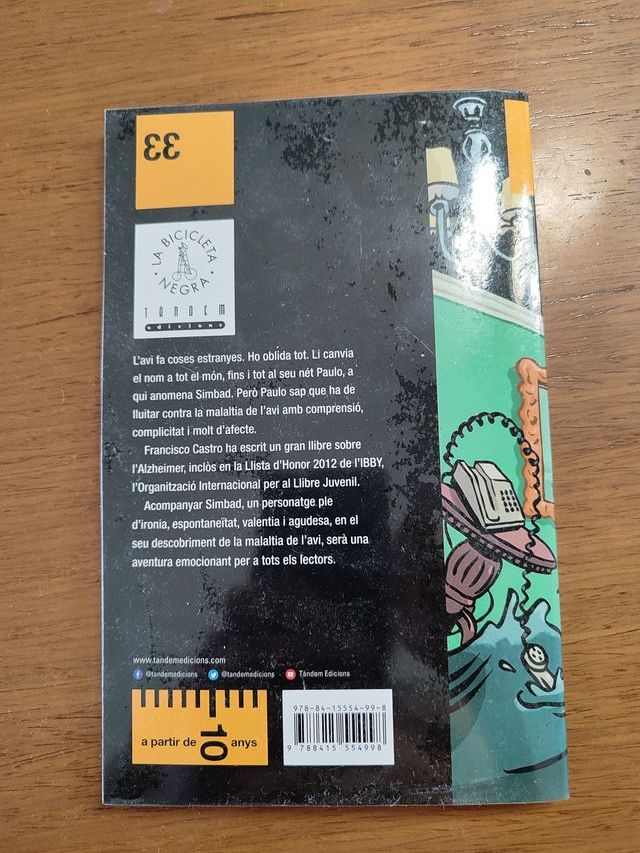 33
LA BICICLETA NEGRA
TÀNDEM
edicions
L'avi fa coses estranyes. Ho oblida tot. Li canvia
el nom a tot el món, fins i tot al seu nét Paulo, a
qui anomena Simbad. Però Paulo sap que ha de
lluitar contra la malaltia de l'avi amb comprensió,
complicitat i molt d'afecte.
Francisco Castro ha escrit un gran llibre sobre
l'Alzheimer, inclòs en la Llista d'Honor 2012 de l'IBBY,
l'Organització Internacional per al Llibre Juvenil.
Acompanyar Simbad, un personatge ple
d'ironia, espontaneïtat, valentia i agudesa, en el
seu descobriment de la malaltia de l'avi, serà una
aventura emocionant per a tots els lectors.
www.tandemedicions.com
@tandemedicions @tandemedicions Tàndem Edicions
a partir de 10 anys
978-84-15554-99-8
9 788415 554998